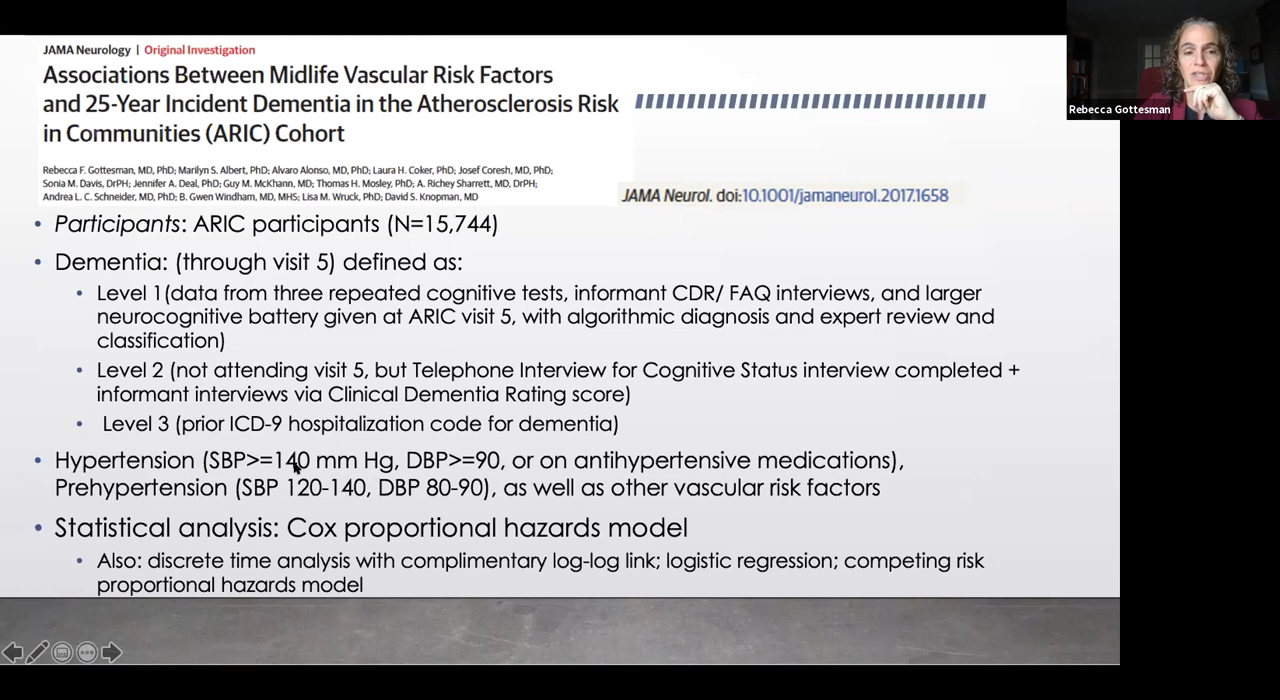 JAMA Neurology | Original Investigation
Associations Between Midlife Vascular Risk Factors
and 25-Year Incident Dementia in the Atherosclerosis Risk
in Communities (ARIC) Cohort
Rebecca F. Gottesman, MD, PhD; Marilyn S. Albert, PhD; Alvaro Alonso, MD, PhD; Laura H. Coker, PhD; Josef Coresh, MD, PhD;
Sonia M. Davis, DrPH; Jennifer A. Deal, PhD; Guy M. McKhann, MD; Thomas H. Mosley, PhD; A. Richey Sharrett, MD, DrPH;
Andrea L. C. Schneider, MD, PhD; B. Gwen Windham, MD, MHS; Lisa M. Wruck, PhD; David S. Knopman, MD
JAMA Neurol. doi:10.1001/jamaneurol.2017.1658
Rebecca Gottesman
• Participants: ARIC participants (N=15,744)
• Dementia: (through visit 5) defined as:
• Level 1(data from three repeated cognitive tests, informant CDR/ FAQ interviews, and larger
neurocognitive battery given at ARIC visit 5, with algorithmic diagnosis and expert review and
classification)
• Level 2 (not attending visit 5, but Telephone Interview for Cognitive Status interview completed +
informant interviews via Clinical Dementia Rating score)
• Level 3 (prior ICD-9 hospitalization code for dementia)
• Hypertension (SBP>=140 mm Hg, DBP>=90, or on antihypertensive medications),
Prehypertension (SBP 120-140, DBP 80-90), as well as other vascular risk factors
• Statistical analysis: Cox proportional hazards model
• Also: discrete time analysis with complimentary log-log link; logistic regression; competing risk
proportional hazards model